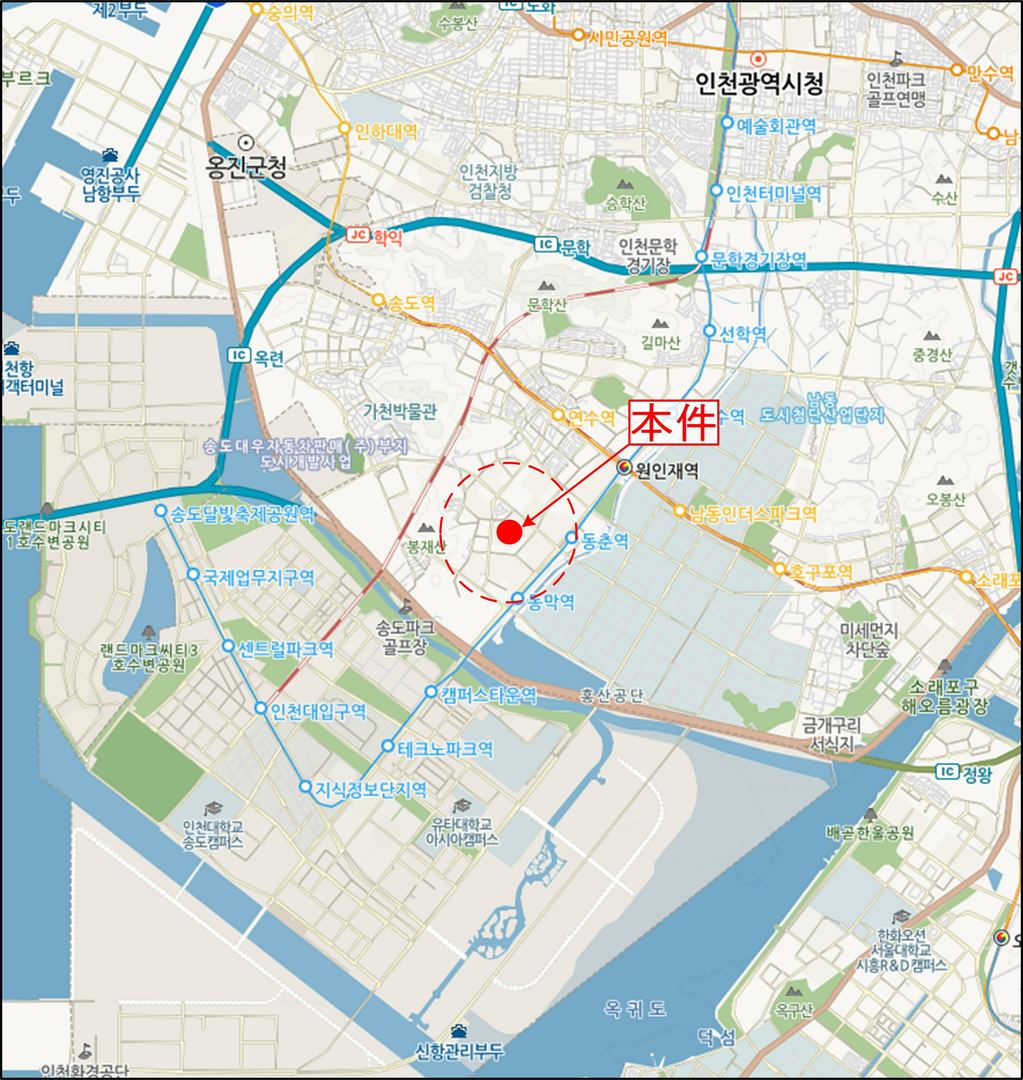 제2부두
숭의역
수봉산
IC 도화
시민공원역
인천광역시청
만수역
인천파크
골프연맹
부르크
인하대역
예술회관역
남
옹진군청
영진공사
남항부두
인천지방
검찰청
승학산
인천터미널역
수산
두
JC 학익
IC 문학
인천문학
경기장
문학경기장역
JC
송도역
문학산
길마산
선학역
중경산
IC 옥련
천항
객터미널
가천박물관
연수역
本件
수역
남동
도시첨단산업단지
송도대우자동차판매(주)부지
도시개발사업
원인재역
오봉산
송도달빛축제공원역
도랜드마크시티
1호수변공원
남동인더스파크역
봉재산
동춘역
국제업무지구역
호구포역
소래포
동막역
송도파크
골프장
미세먼지
차단숲
랜드마크씨티3
호수변공원
센트럴파크역
소래포구
해오름광장
캠퍼스타운역
흥산공단
인천대입구역
금개구리
서식지
테크노파크역
IC 정왕
지식정보단지역
인천대학교
송도캠퍼스
유타대학교
아시아캠퍼스
배곧한울공원
한화오션
서울대학교
시흥R&D캠퍼스
옥귀도
옥구산
덕섬
신항관리부두
인천환경공단